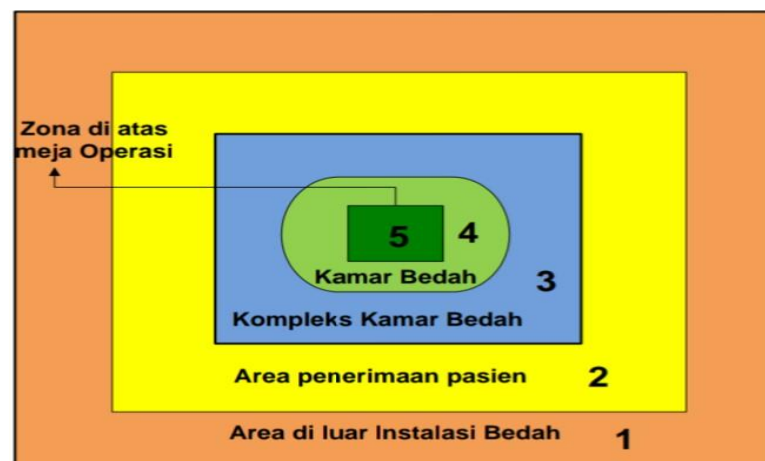 Zona di atas
meja Operasi
5
4
Kamar Bedah
3
Kompleks Kamar Bedah
Area penerimaan pasien 2
Area di luar Instalasi Bedah 1